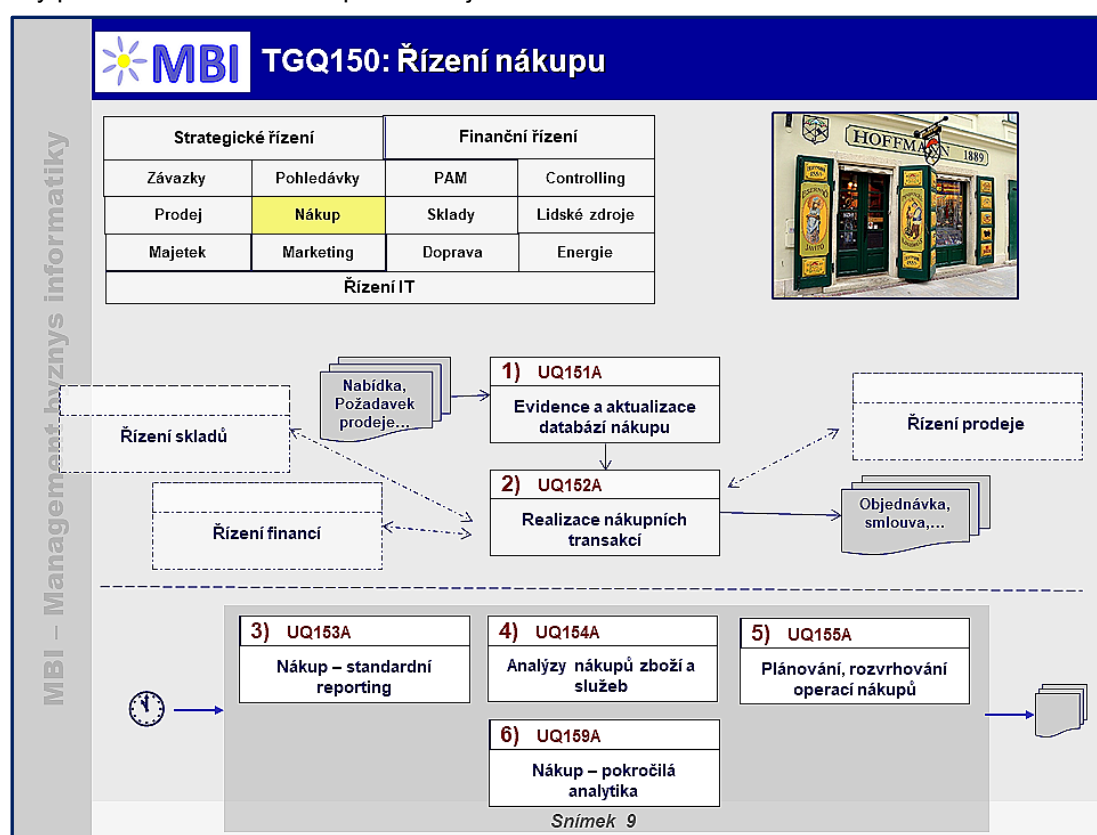 MBI
TGQ150: Řízení nákupu
MBI – Management byznys informatiky
Strategické řízení
Finanční řízení
Závazky
Pohledávky
PAM
Controlling
Prodej
Nákup
Sklady
Lidské zdroje
Majetek
Marketing
Doprava
Energie
Řízení IT
HOFFMANN
1889
Nabídka,
Požadavek
prodeje…
1) UQ151A
Evidence a aktualizace
databází nákupu
Řízení skladů
Řízení prodeje
2) UQ152A
Realizace nákupních
transakcí
Řízení financí
Objednávka,
smlouva,…
3) UQ153A
Nákup – standardní
reporting
4) UQ154A
Analýzy nákupů zboží a
služeb
5) UQ155A
Plánování, rozvrhování
operací nákupů
6) UQ159A
Nákup – pokročilá
analytika
Snímek 9